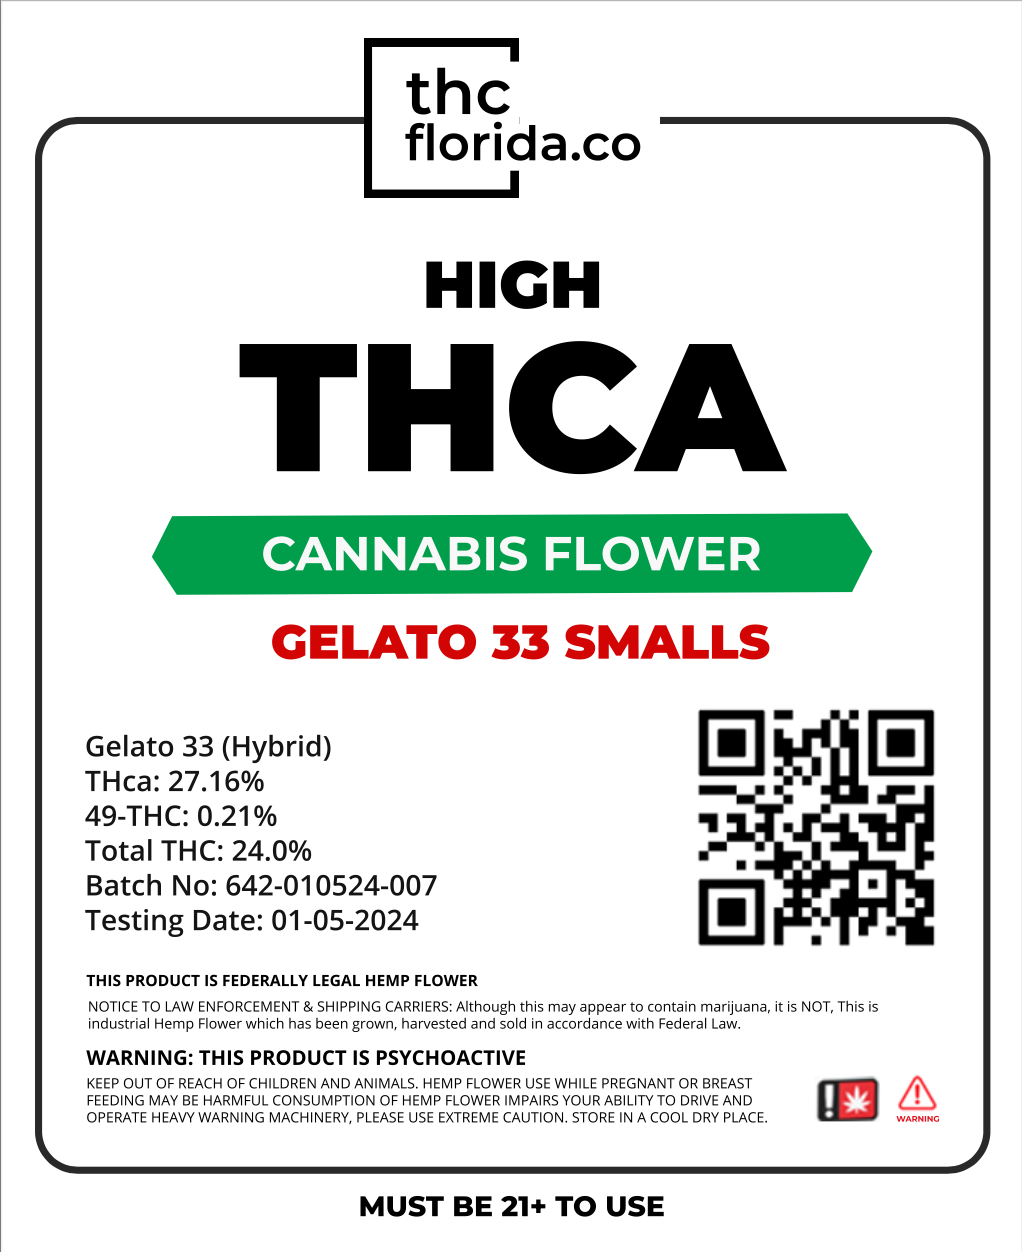 thc
florida.co
HIGH
THCA
CANNABIS FLOWER
GELATO 33 SMALLS
Gelato 33 (Hybrid)
THca: 27.16%
49-THC: 0.21%
Total THC: 24.0%
Batch No: 642-010524-007
Testing Date: 01-05-2024
THIS PRODUCT IS FEDERALLY LEGAL HEMP FLOWER
NOTICE TO LAW ENFORCEMENT & SHIPPING CARRIERS: Although this may appear to contain marijuana, it is NOT, This is
industrial Hemp Flower which has been grown, harvested and sold in accordance with Federal Law.
WARNING: THIS PRODUCT IS PSYCHOACTIVE
KEEP OUT OF REACH OF CHILDREN AND ANIMALS. HEMP FLOWER USE WHILE PREGNANT OR BREAST
FEEDING MAY BE HARMFUL CONSUMPTION OF HEMP FLOWER IMPAIRS YOUR ABILITY TO DRIVE AND
OPERATE HEAVY WARNING MACHINERY, PLEASE USE EXTREME CAUTION. STORE IN A COOL DRY PLACE.
WARNING
MUST BE 21+ TO USE